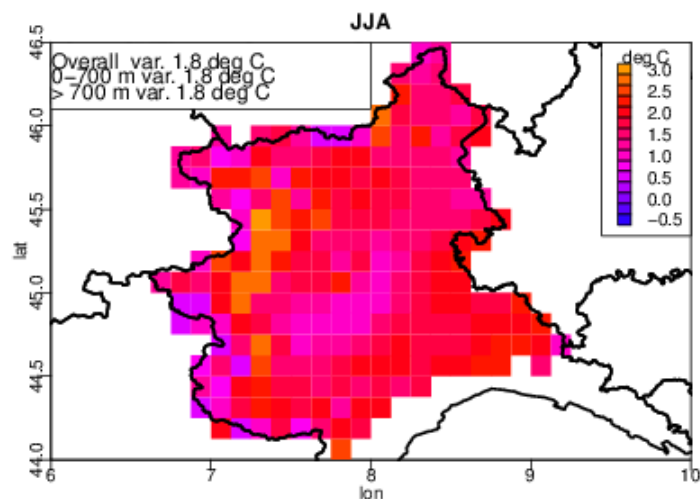 JJA
Overall var. 1.8 deg C
0−700 m var. 1.8 deg C
> 700 m var. 1.8 deg C
deg C
3.0
2.5
2.0
1.5
1.0
0.5
0.0
−0.5
46.5
46.0
45.5
45.0
44.5
44.0
lat
6 7 8 9 10
lon